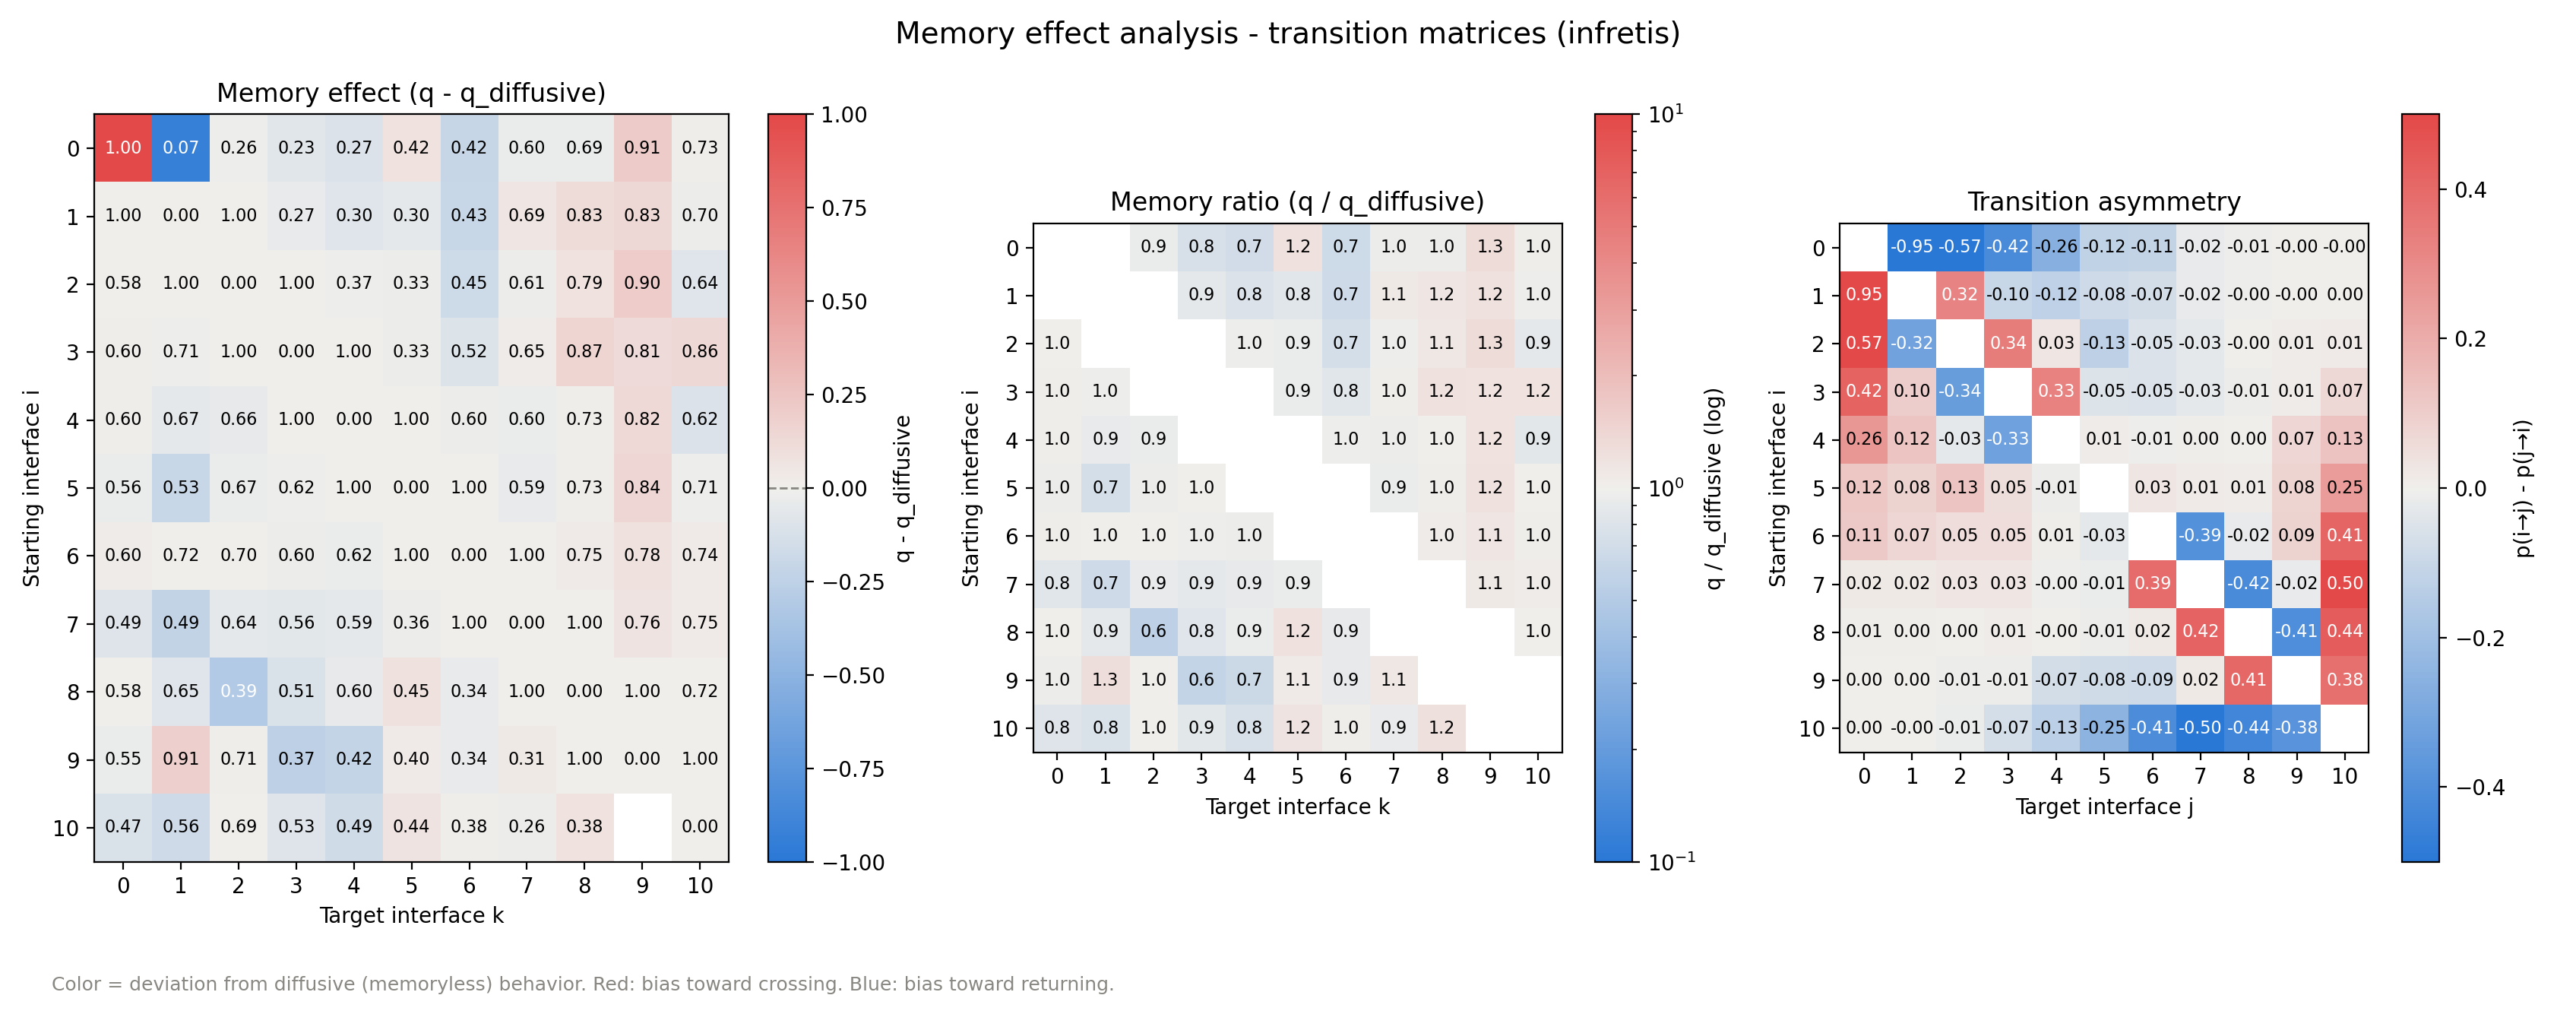 Memory effect analysis - transition matrices (infretis)
Memory effect (q - q_diffusive)
Starting interface i
0 1.00 0.07 0.26 0.23 0.27 0.42 0.42 0.60 0.69 0.91 0.73
1 1.00 0.00 1.00 0.27 0.30 0.30 0.43 0.69 0.83 0.83 0.70
2 0.58 1.00 0.00 1.00 0.37 0.33 0.45 0.61 0.79 0.90 0.64
3 0.60 0.71 1.00 0.00 1.00 0.33 0.52 0.65 0.87 0.81 0.86
4 0.60 0.67 0.66 1.00 0.00 1.00 0.60 0.60 0.73 0.82 0.62
5 0.56 0.53 0.67 0.62 1.00 0.00 1.00 0.59 0.73 0.84 0.71
6 0.60 0.72 0.70 0.60 0.62 1.00 0.00 1.00 0.75 0.78 0.74
7 0.49 0.49 0.64 0.56 0.59 0.36 1.00 0.00 1.00 0.76 0.75
8 0.58 0.65 0.39 0.51 0.60 0.45 0.34 1.00 0.00 1.00 0.72
9 0.55 0.91 0.71 0.37 0.42 0.40 0.34 0.31 1.00 0.00 1.00
10 0.47 0.56 0.69 0.53 0.49 0.44 0.38 0.26 0.38 0.00
0 1 2 3 4 5 6 7 8 9 10
Target interface k
1.00
0.75
0.50
0.25
0.00
−0.25
−0.50
−0.75
−1.00
q - q_diffusive
Memory ratio (q / q_diffusive)
Starting interface i
0 0.9 0.8 0.7 1.2 0.7 1.0 1.0 1.3 1.0
1 0.9 0.8 0.8 0.7 1.1 1.2 1.2 1.0
2 1.0 1.0 0.9 0.7 1.0 1.1 1.3 0.9
3 1.0 1.0 0.9 0.8 1.0 1.2 1.2 1.2
4 1.0 0.9 0.9 1.0 1.0 1.0 1.2 0.9
5 1.0 0.7 1.0 1.0 0.9 1.0 1.2 1.0
6 1.0 1.0 1.0 1.0 1.0 1.0 1.1 1.0
7 0.8 0.7 0.9 0.9 0.9 0.9 1.1 1.0
8 1.0 0.9 0.6 0.8 0.9 1.2 0.9 1.0
9 1.0 1.3 1.0 0.6 0.7 1.1 0.9 1.1
10 0.8 0.8 1.0 0.9 0.8 1.2 1.0 0.9 1.2
0 1 2 3 4 5 6 7 8 9 10
Target interface k
10¹
10⁰
10⁻¹
q / q_diffusive (log)
Transition asymmetry
Starting interface i
0 -0.95 -0.57 -0.42 -0.26 -0.12 -0.11 -0.02 -0.01 -0.00 -0.00
1 0.95 0.32 -0.10 -0.12 -0.08 -0.07 -0.02 -0.00 -0.00 0.00
2 0.57 -0.32 0.34 0.03 -0.13 -0.05 -0.03 -0.00 0.01 0.01
3 0.42 0.10 -0.34 0.33 -0.05 -0.05 -0.03 -0.01 0.01 0.07
4 0.26 0.12 -0.03 -0.33 0.01 -0.01 0.00 0.00 0.07 0.13
5 0.12 0.08 0.13 0.05 -0.01 0.03 0.01 0.01 0.08 0.25
6 0.11 0.07 0.05 0.05 0.01 -0.03 -0.39 -0.02 0.09 0.41
7 0.02 0.02 0.03 0.03 -0.00 -0.01 0.39 -0.42 -0.02 0.50
8 0.01 0.00 0.00 0.01 -0.00 -0.01 0.02 0.42 -0.41 0.44
9 0.00 0.00 -0.01 -0.01 -0.07 -0.08 -0.09 0.02 0.41 0.38
10 0.00 -0.00 -0.01 -0.07 -0.13 -0.25 -0.41 -0.50 -0.44 -0.38
0 1 2 3 4 5 6 7 8 9 10
Target interface j
0.4
0.2
0.0
−0.2
−0.4
p(i→j) - p(j→i)
Color = deviation from diffusive (memoryless) behavior. Red: bias toward crossing. Blue: bias toward returning.